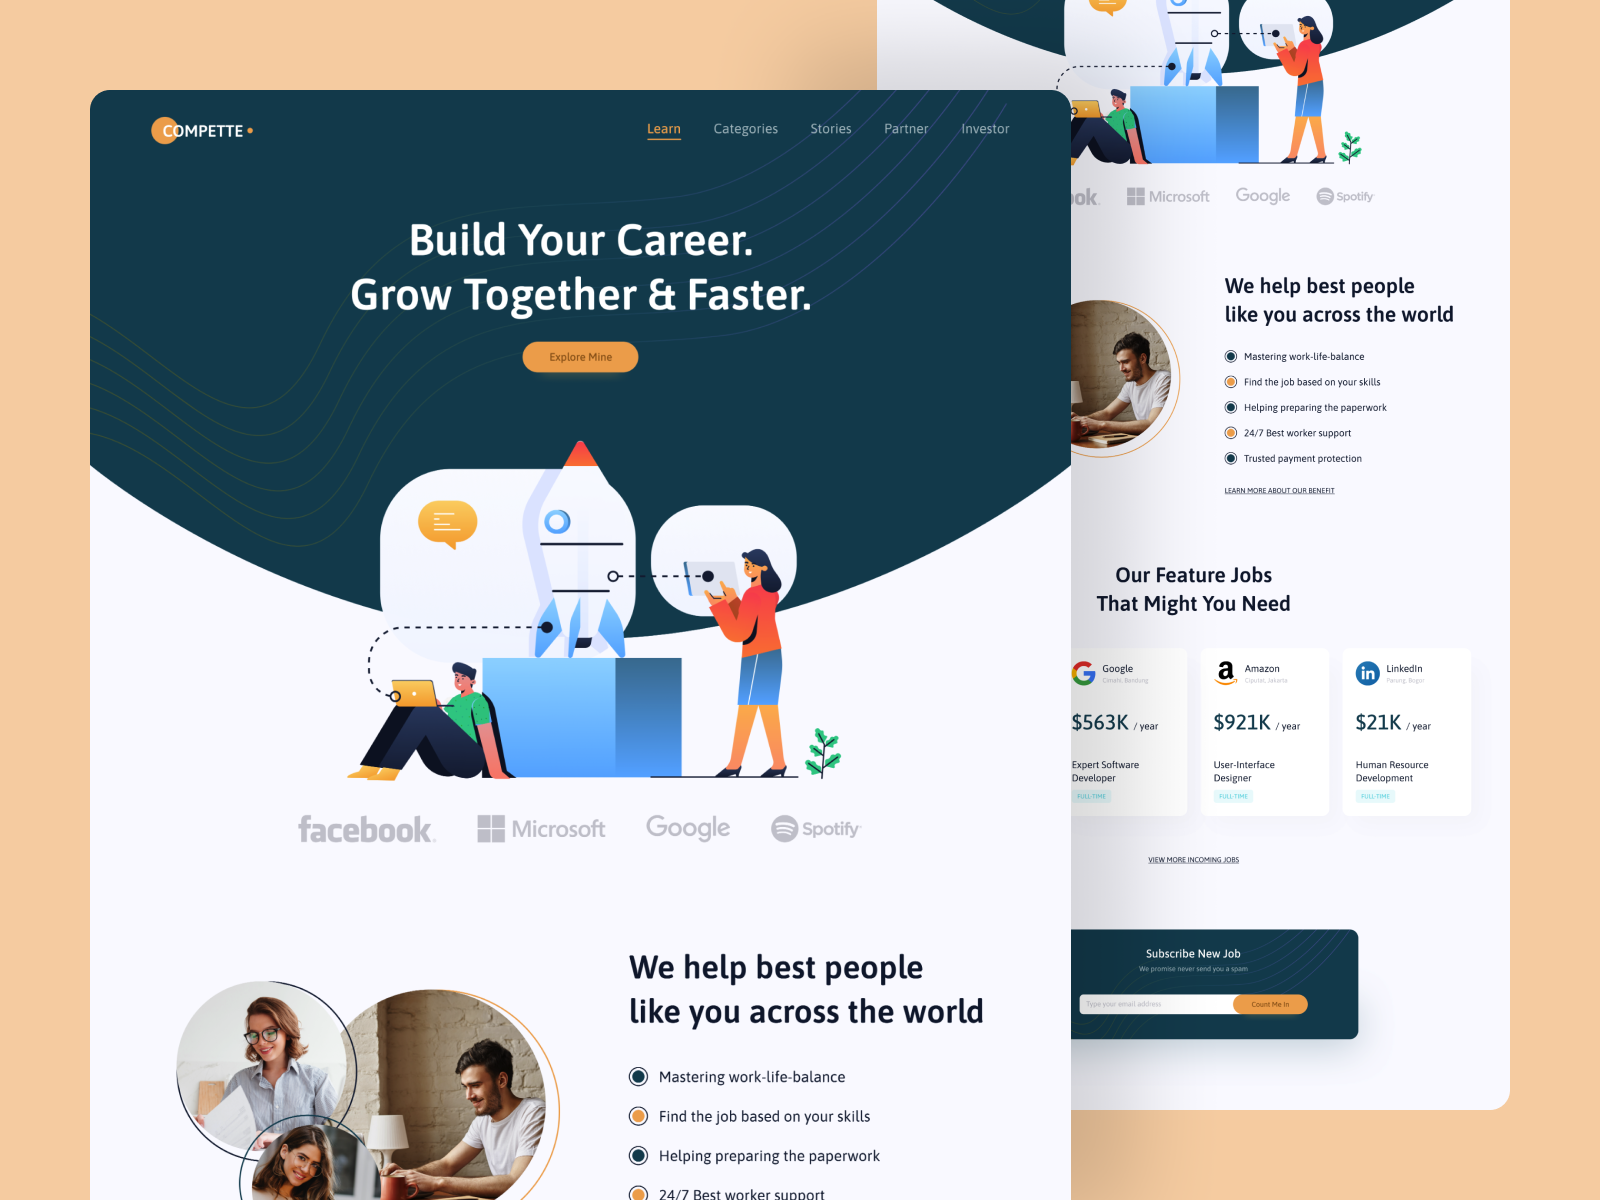 COMPETTE
Learn Categories Stories Partner Investor
Build Your Career.
Grow Together & Faster.
Explore Mine
facebook Microsoft Google Spotify
We help best people
like you across the world
Mastering work-life-balance
Find the job based on your skills
Helping preparing the paperwork
24/7 Best worker support
ok Microsoft Google Spotify
We help best people
like you across the world
Mastering work-life-balance
Find the job based on your skills
Helping preparing the paperwork
24/7 Best worker support
Trusted payment protection
LEARN MORE ABOUT OUR BENEFIT
Our Feature Jobs
That Might You Need
Google
Cimahi, Bandung
$563K / year
Expert Software
Developer
FULL-TIME
Amazon
Ciputat, Jakarta
$921K / year
User-Interface
Designer
FULL-TIME
LinkedIn
$21K / year
Human Resource
Development
FULL-TIME
VIEW MORE INCOMING JOBS
Subscribe New Job
We promise never send you a spam
Type your email address
Count Me In